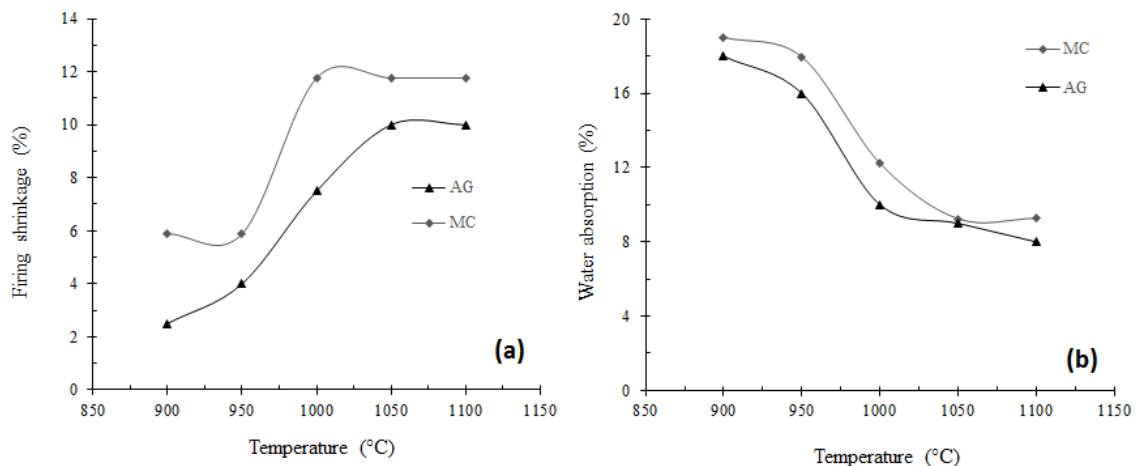 14
12
10
8
6
4
2
0
Firing shrinkage (%)
AG
MC
(a)
850 900 950 1000 1050 1100 1150
Temperature (°C)
20
16
12
8
4
0
Water absorption (%)
MC
AG
(b)
850 900 950 1000 1050 1100 1150
Temperature (°C)